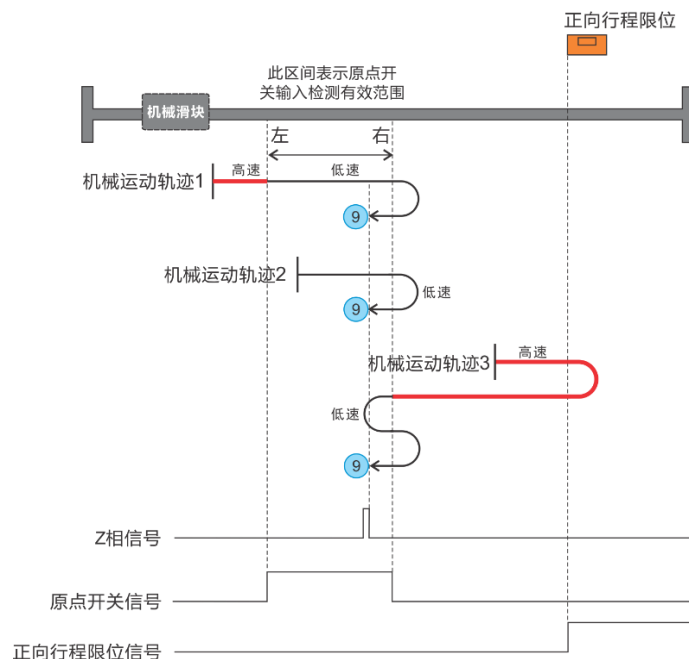 正向行程限位
此区间表示原点开
关输入检测有效范围
机械滑块
左
右
高速
低速
机械运动轨迹1
9
机械运动轨迹2
低速
9
高速
机械运动轨迹3
低速
9
Z相信号
原点开关信号
正向行程限位信号